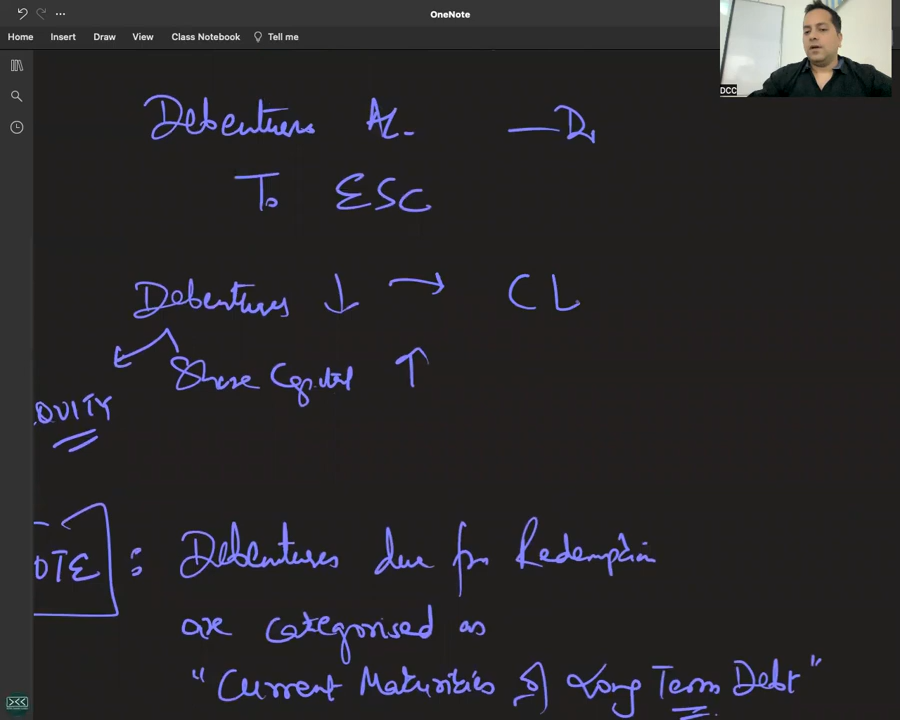 OneNote
Home Insert Draw View Class Notebook Tell me
DCC
Debentures A/c — Dr
To ESC
Debentures ↓ → CL
Share Capital ↑
QUITY
OTE : Debentures due for Redemption
are categorised as
"Current Maturities of Long Term Debt"